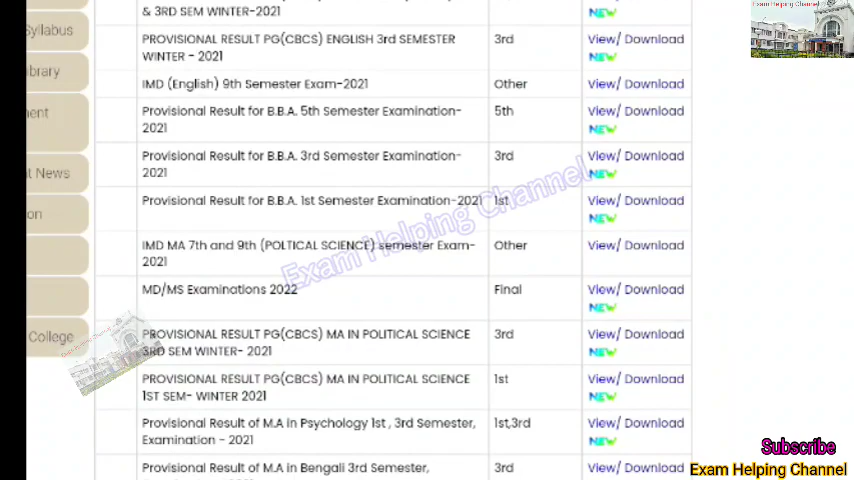 Exam Helping Channel
& 3RD SEM WINTER-2021
NEW
yllabus
PROVISIONAL RESULT PG(CBCS) ENGLISH 3rd SEMESTER 3rd View/ Download
WINTER - 2021 NEW
ibrary
IMD (English) 9th Semester Exam-2021 Other View/ Download
ent
Provisional Result for B.B.A. 5th Semester Examination- 5th View/ Download
2021 NEW
Provisional Result for B.B.A. 3rd Semester Examination- 3rd View/ Download
t News 2021 NEW
Provisional Result for B.B.A. 1st Semester Examination-2021 1st View/ Download
on NEW
Exam Helping Channel
IMD MA 7th and 9th (POLTICAL SCIENCE) semester Exam- Other View/ Download
2021
MD/MS Examinations 2022 Final View/ Download
NEW
College
PROVISIONAL RESULT PG(CBCS) MA IN POLITICAL SCIENCE 3rd View/ Download
3RD SEM WINTER- 2021 NEW
PROVISIONAL RESULT PG(CBCS) MA IN POLITICAL SCIENCE 1st View/ Download
1ST SEM- WINTER 2021 NEW
Provisional Result of M.A in Psychology 1st , 3rd Semester, 1st,3rd View/ Download
Examination - 2021 NEW
Subscribe
Provisional Result of M.A in Bengali 3rd Semester, 3rd View/ Download
Exam Helping Channel